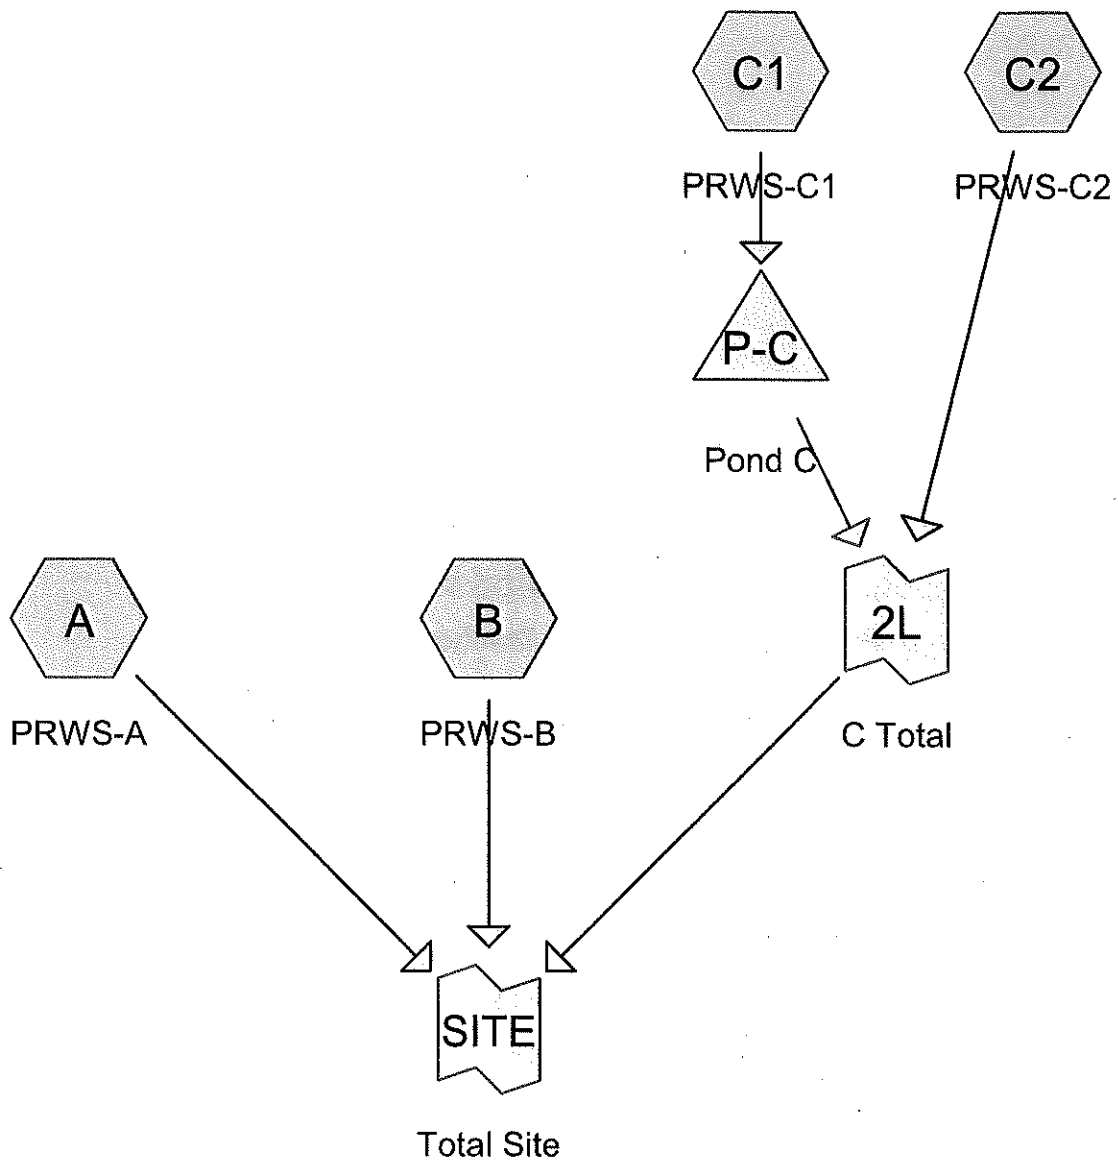 C1
C2
PRWS-C1
PRWS-C2
P-C
Pond C
A
B
2L
PRWS-A
PRWS-B
C Total
SITE
Total Site